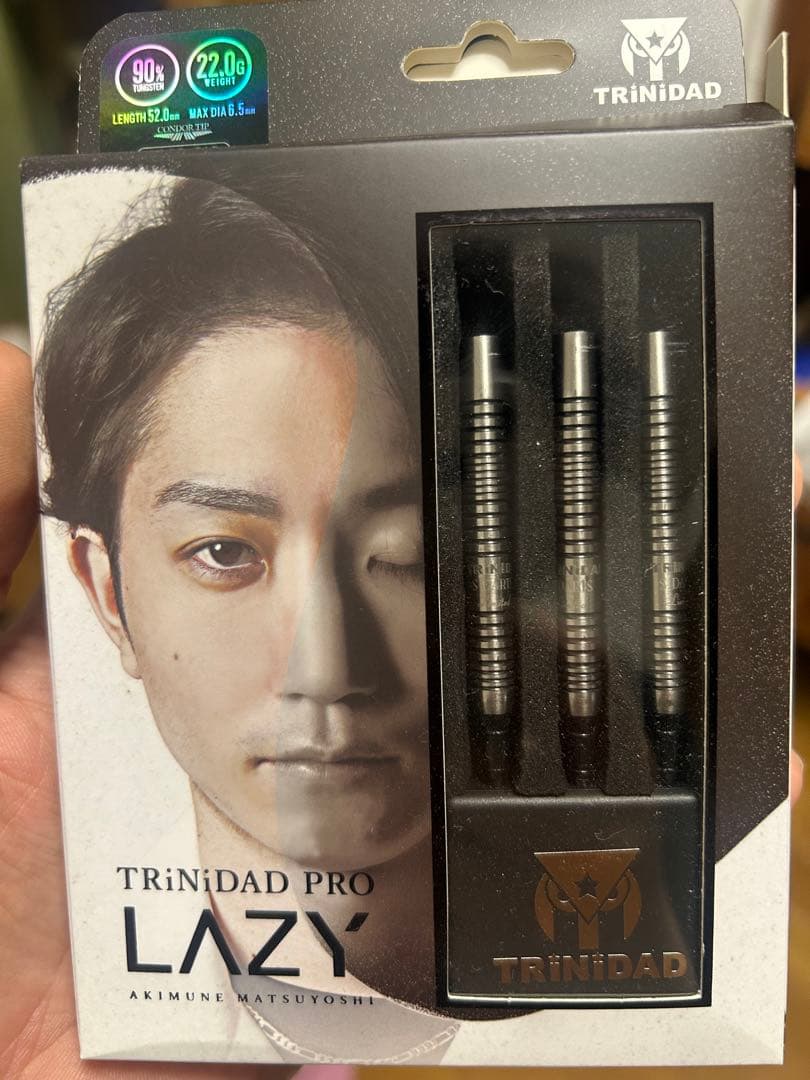 90%
TUNGSTEN
22.0G
WEIGHT
LENGTH 52.0mm MAX DIA 6.5mm
CONDOR TIP
TRiNiDAD
TRiNiDAD PRO
LAZY
AKIMUNE MATSUYOSHI
TRiNiDAD